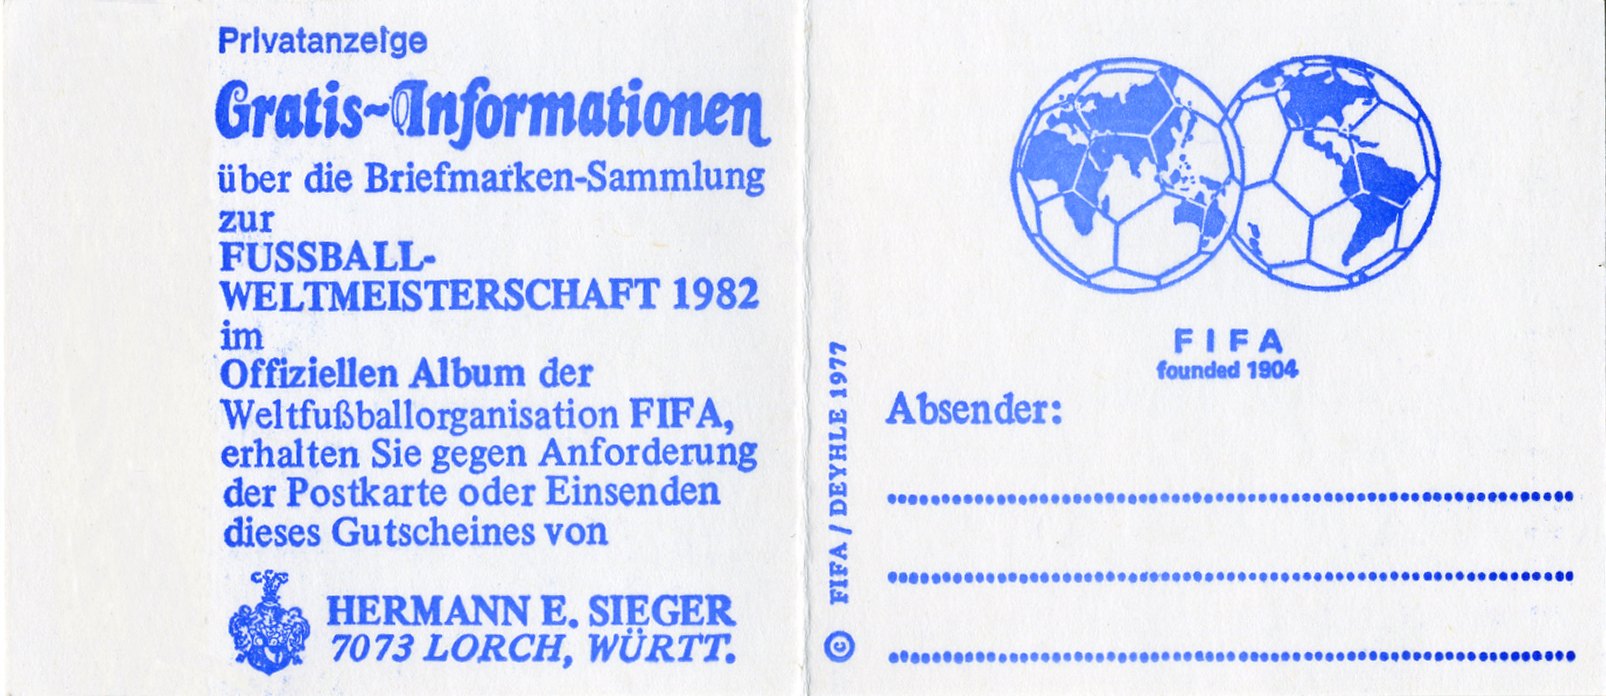 Privatanzeige
Gratis-Informationen
über die Briefmarken-Sammlung
zur
FUSSBALL-
WELTMEISTERSCHAFT 1982
im
Offiziellen Album der
Weltfußballorganisation FIFA,
erhalten Sie gegen Anforderung
der Postkarte oder Einsenden
dieses Gutscheines von
HERMANN E. SIEGER
7073 LORCH, WÜRTT.
© FIFA / DEYHLE 1977
FIFA
founded 1904
Absender: